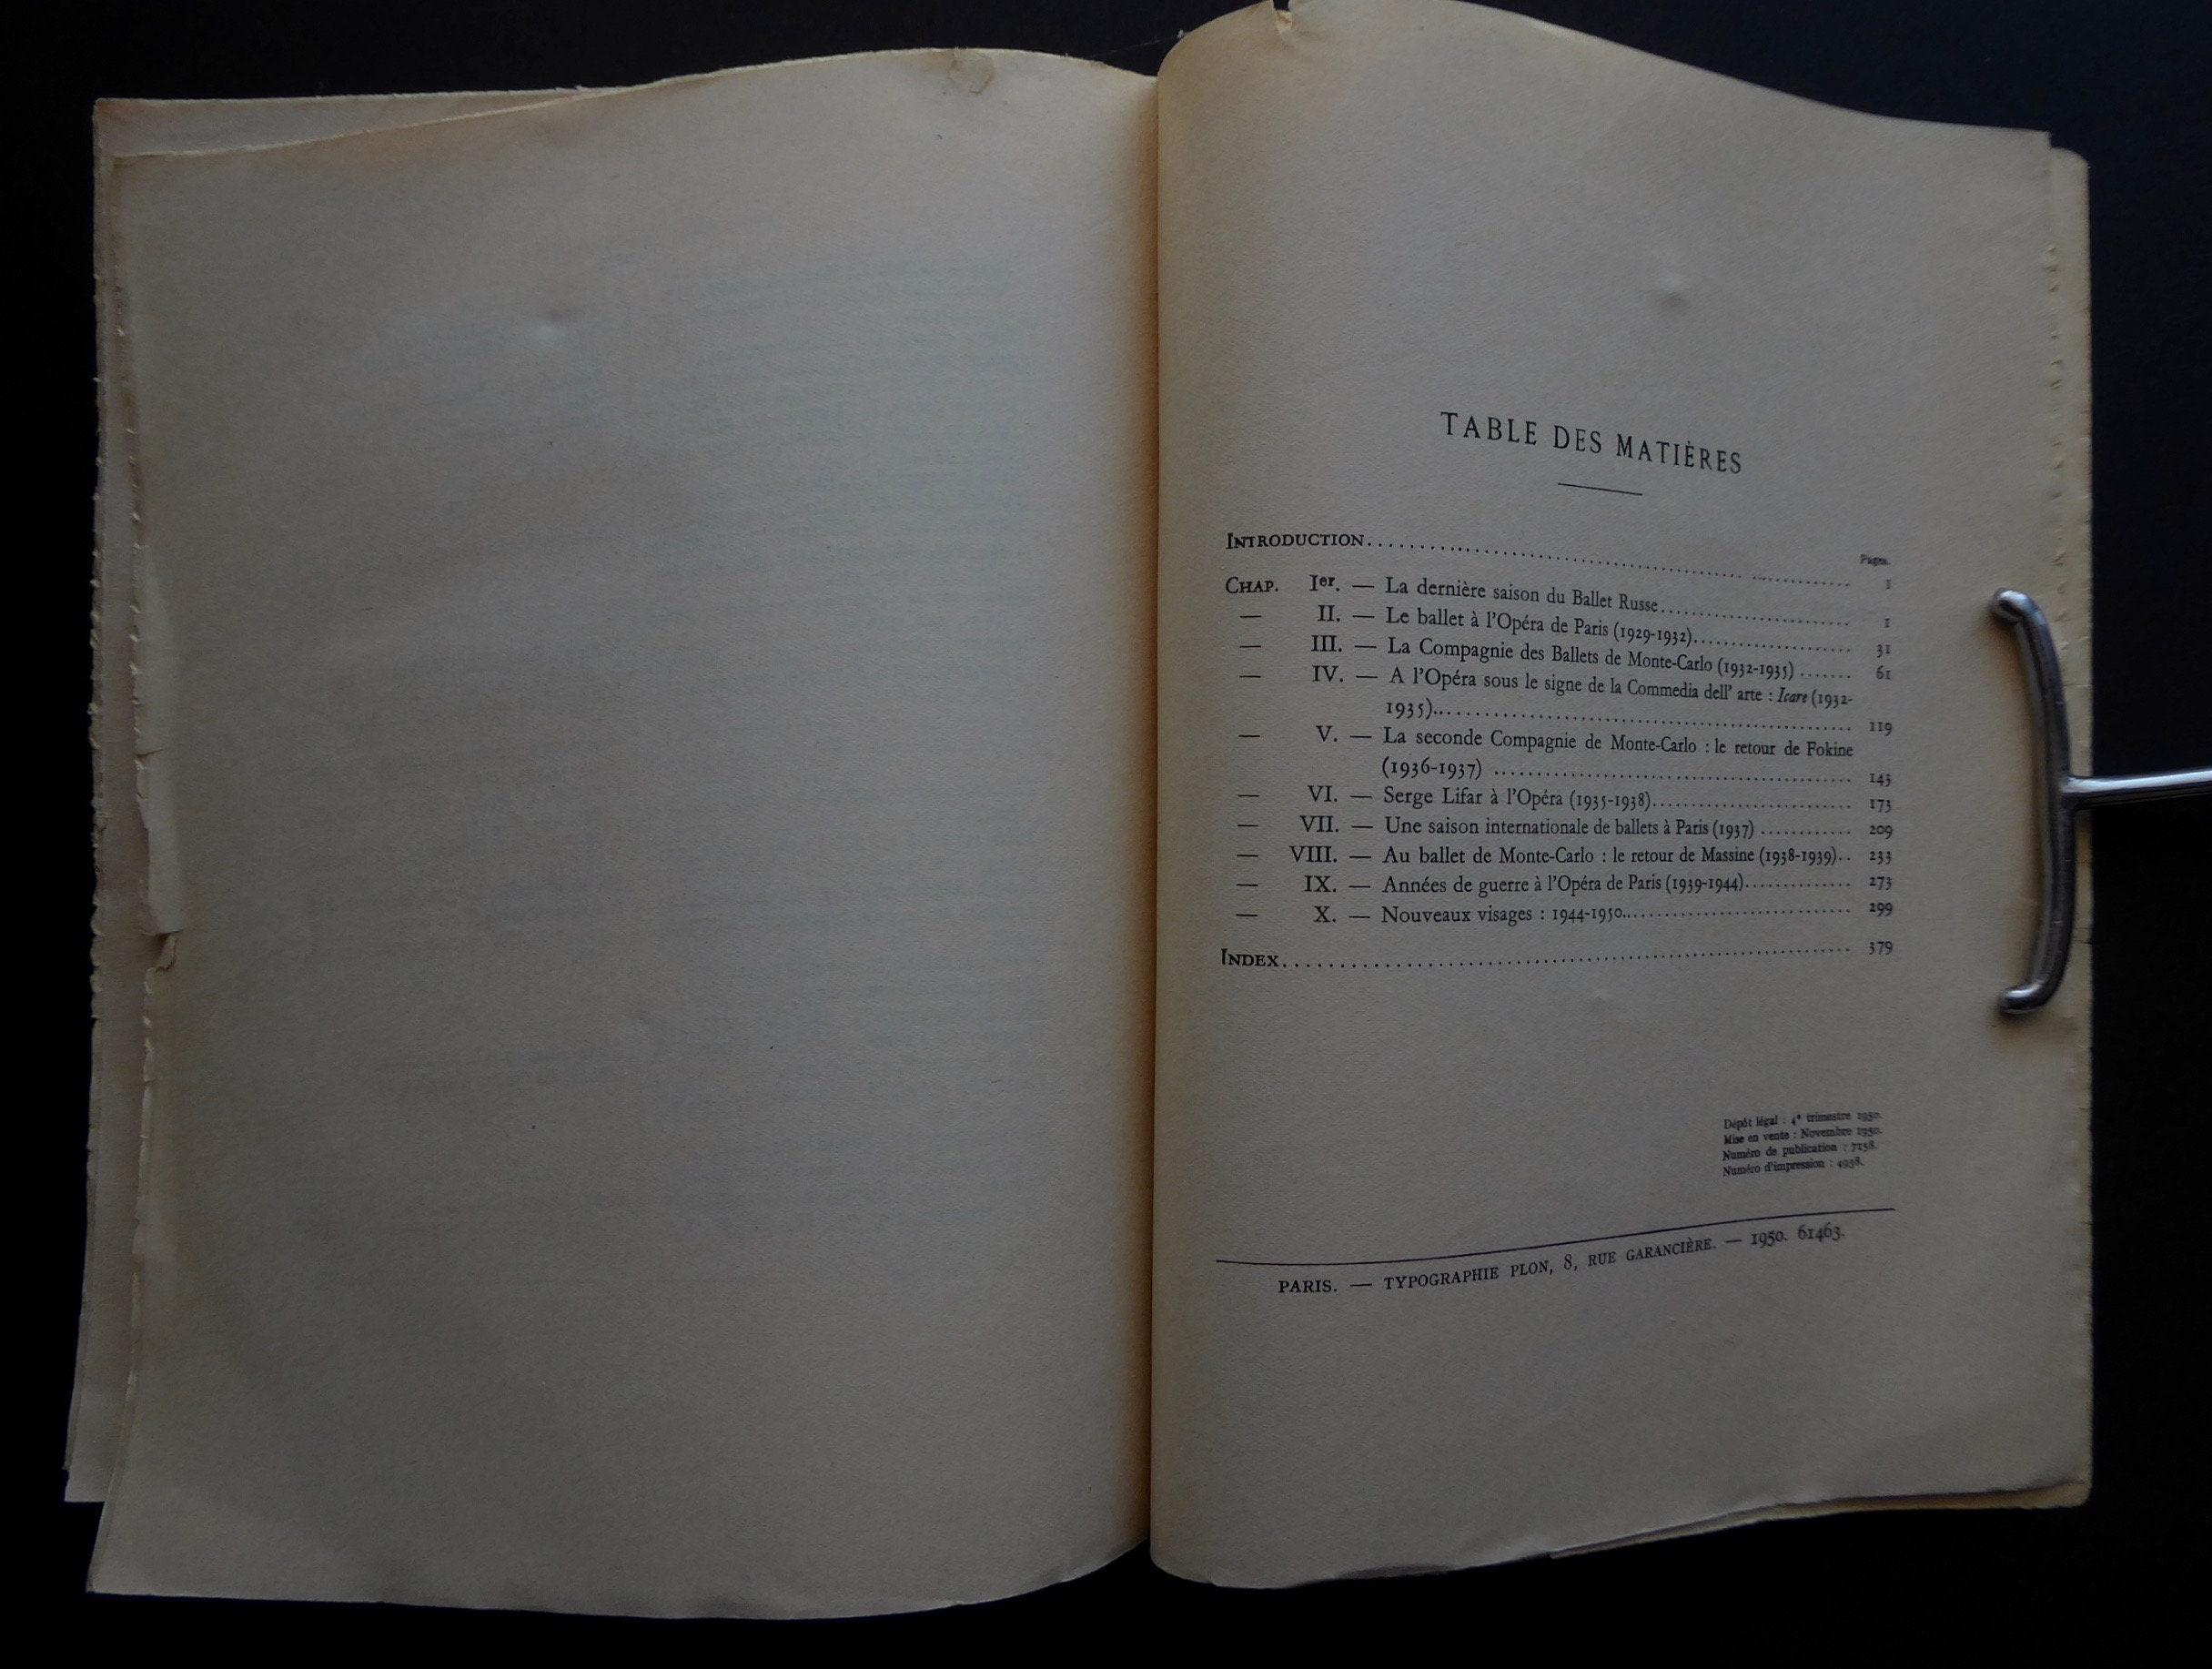 TABLE DES MATIÈRES
Pages.
INTRODUCTION........................................ I
CHAP. Ier. — La dernière saison du Ballet Russe........................ 1
— II. — Le ballet à l'Opéra de Paris (1929-1932)........................ 31
— III. — La Compagnie des Ballets de Monte-Carlo (1932-1935) ....... 61
— IV. — A l'Opéra sous le signe de la Commedia dell' arte : Icare (1932-
1935)........................ 119
— V. — La seconde Compagnie de Monte-Carlo : le retour de Fokine
(1936-1937) ........................ 143
— VI. — Serge Lifar à l'Opéra (1935-1938)........................ 173
— VII. — Une saison internationale de ballets à Paris (1937) ............ 209
— VIII. — Au ballet de Monte-Carlo : le retour de Massine (1938-1939).. 233
— IX. — Années de guerre à l'Opéra de Paris (1939-1944)............... 273
— X. — Nouveaux visages : 1944-1950........................ 299
INDEX........................................ 379
Dépôt légal : 4e trimestre 1950.
Mise en vente : Novembre 1950.
Numéro de publication : 7158.
Numéro d'impression : 4938.
PARIS. — TYPOGRAPHIE PLON, 8, RUE GARANCIÈRE. — 1950. 61463.